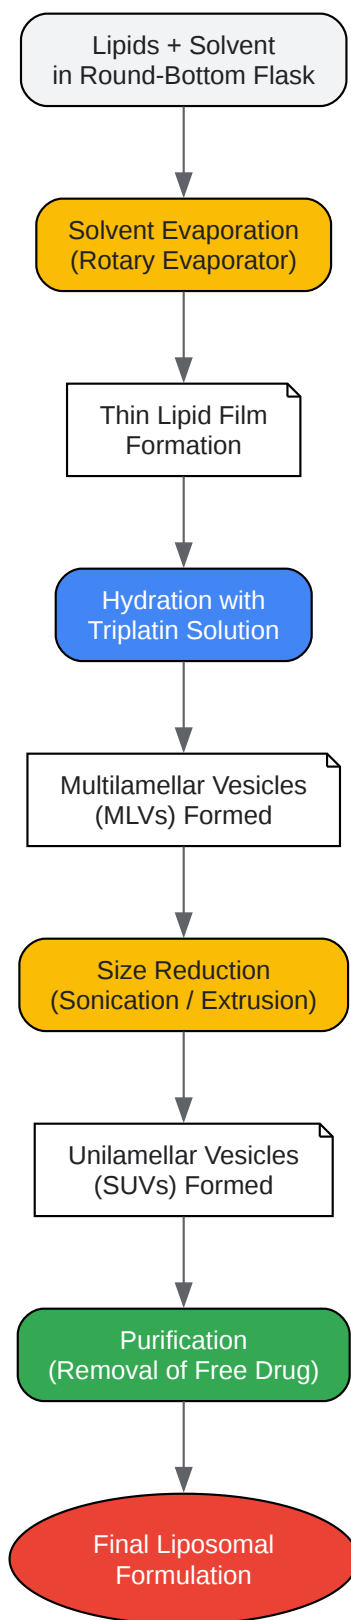 Lipids + Solvent
in Round-Bottom Flask
Solvent Evaporation
(Rotary Evaporator)
Thin Lipid Film
Formation
Hydration with
Triplatin Solution
Multilamellar Vesicles
(MLVs) Formed
Size Reduction
(Sonication / Extrusion)
Unilamellar Vesicles
(SUVs) Formed
Purification
(Removal of Free Drug)
Final Liposomal
Formulation